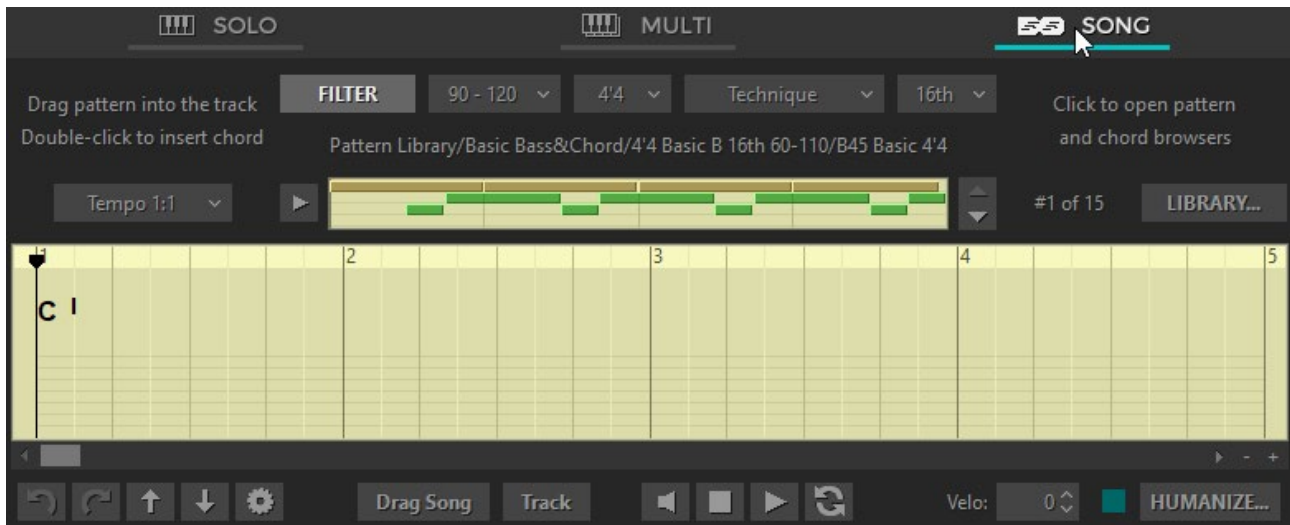 SOLO
MULTI
SONG
Drag pattern into the track
Double-click to insert chord
FILTER
90 - 120
4'4
Technique
16th
Click to open pattern
and chord browsers
Pattern Library/Basic Bass&Chord/4'4 Basic B 16th 60-110/B45 Basic 4'4
Tempo 1:1
#1 of 15
LIBRARY...
1 2 3 4 5
C I
- +
Drag Song
Track
Velo:
0
HUMANIZE...